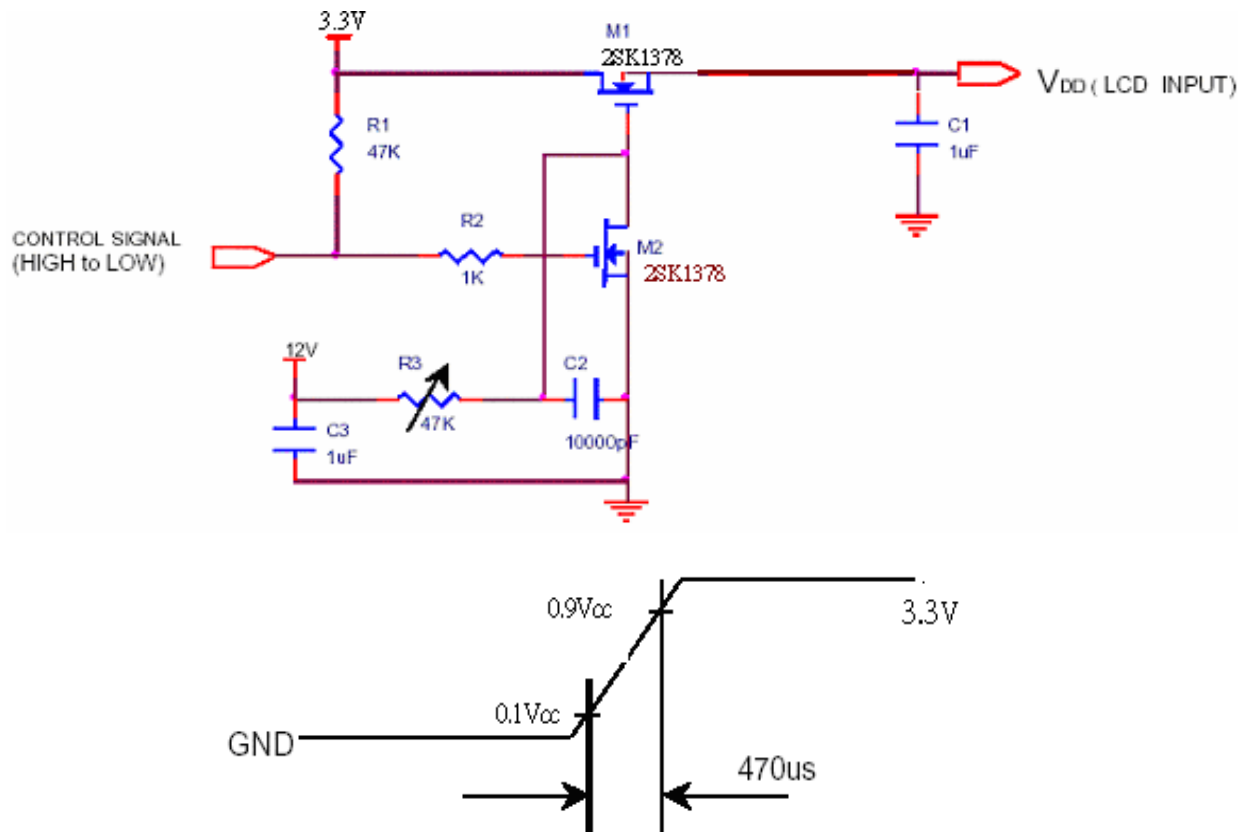 3.3V
M1
2SK1378
VDD ( LCD INPUT)
R1
47K
C1
1uF
CONTROL SIGNAL
(HIGH to LOW)
R2
1K
M2
2SK1378
12V
R3
47K
C2
10000pF
C3
1uF
0.9Vcc
3.3V
0.1Vcc
GND
470us